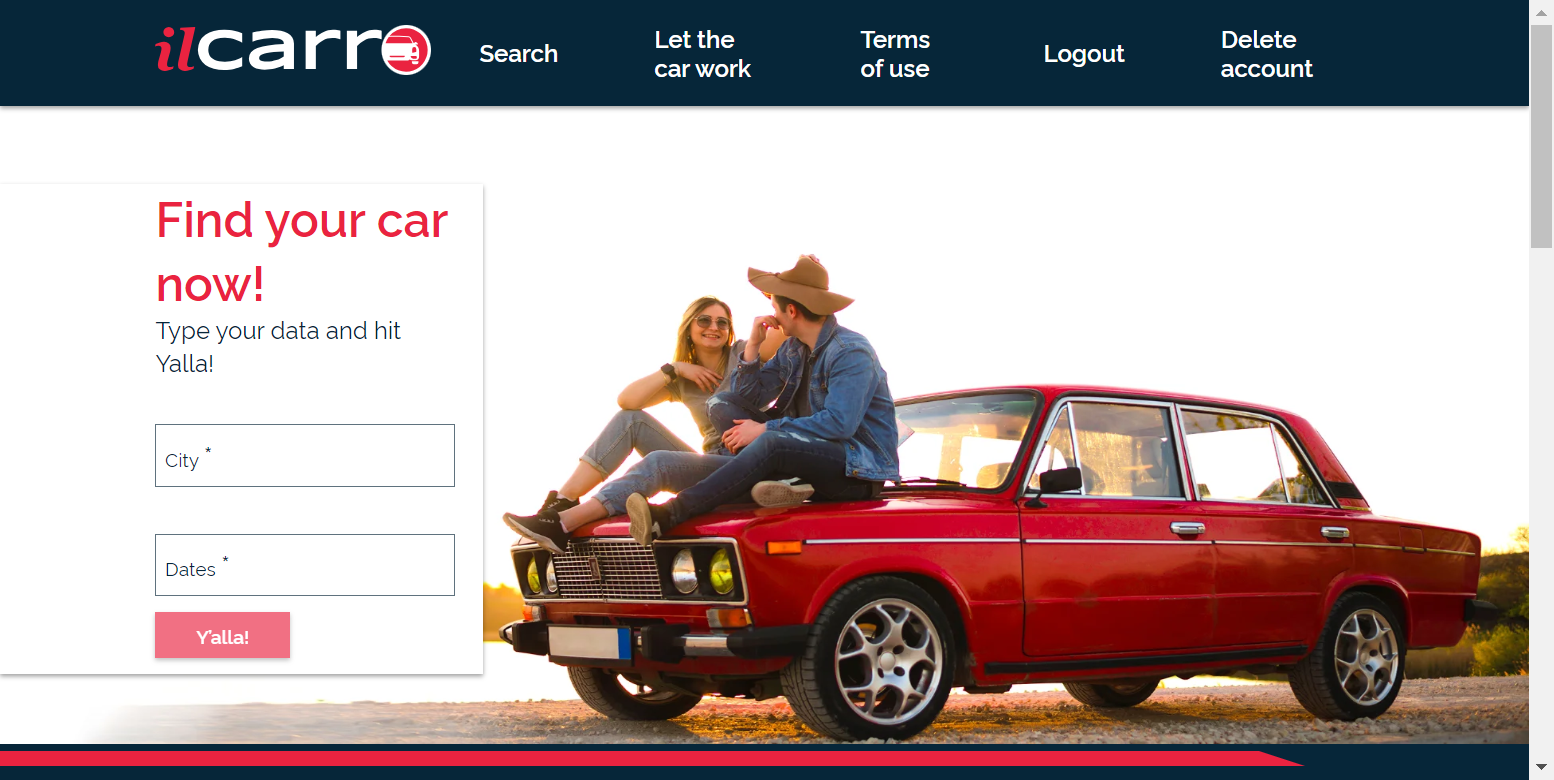 ilcarro
Search
Let the
car work
Terms
of use
Logout
Delete
account
Find your car
now!
Type your data and hit
Yalla!
City *
Dates *
Y'alla!